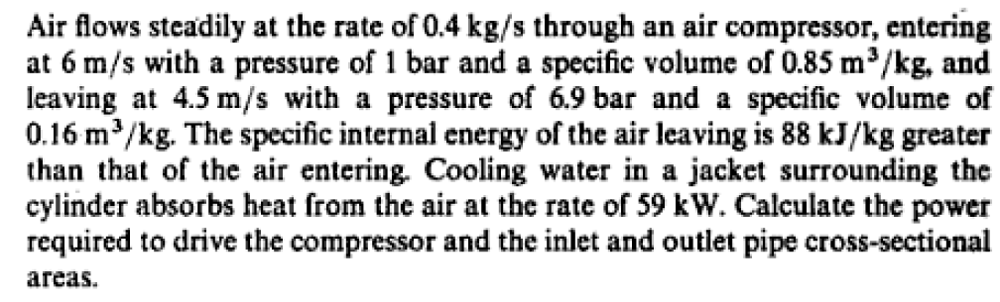 Air flows steadily at the rate of 0.4 kg/s through an air compressor, entering
at 6 m/s with a pressure of 1 bar and a specific volume of 0.85 m³/kg, and
leaving at 4.5 m/s with a pressure of 6.9 bar and a specific volume of
0.16 m³/kg. The specific internal energy of the air leaving is 88 kJ/kg greater
than that of the air entering. Cooling water in a jacket surrounding the
cylinder absorbs heat from the air at the rate of 59 kW. Calculate the power
required to drive the compressor and the inlet and outlet pipe cross-sectional
areas.